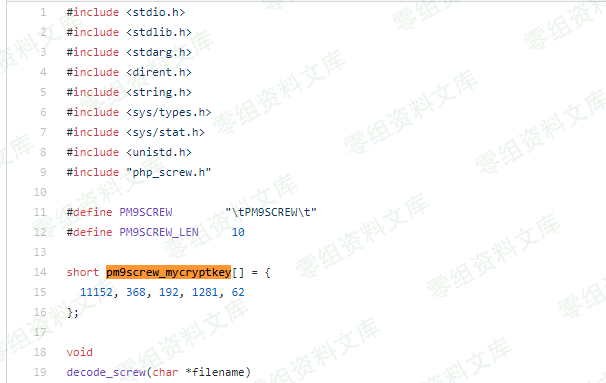 1 #include <stdio.h>
2 #include <stdlib.h>
3 #include <stdarg.h>
4 #include <dirent.h>
5 #include <string.h>
6 #include <sys/types.h>
7 #include <sys/stat.h>
8 #include <unistd.h>
9 #include "php_screw.h"
10
11 #define PM9SCREW        "\tPM9SCREW\t"
12 #define PM9SCREW_LEN     10
13
14 short pm9screw_mycryptkey[] = {
15   11152, 368, 192, 1281, 62
16 };
17
18 void
19 decode_screw(char *filename)
零组资料文库